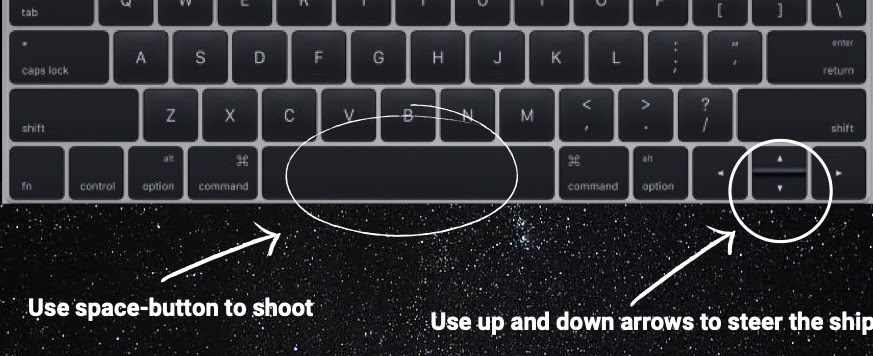 tab Q W E R T Y U I O P [ ] \
caps lock A S D F G H J K L : ; " ' enter return
shift Z X C V B N M < , > . ? / shift
fn control alt option ⌘ command ⌘ command alt option ◀ ▲ ▼ ▶
Use space-button to shoot
Use up and down arrows to steer the ship